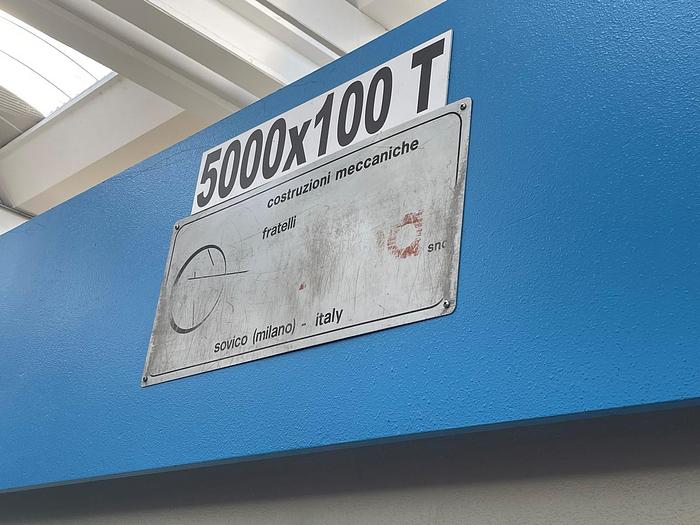 5000x100 T
costruzioni meccaniche
fratelli
snc
sovico (milano) - italy